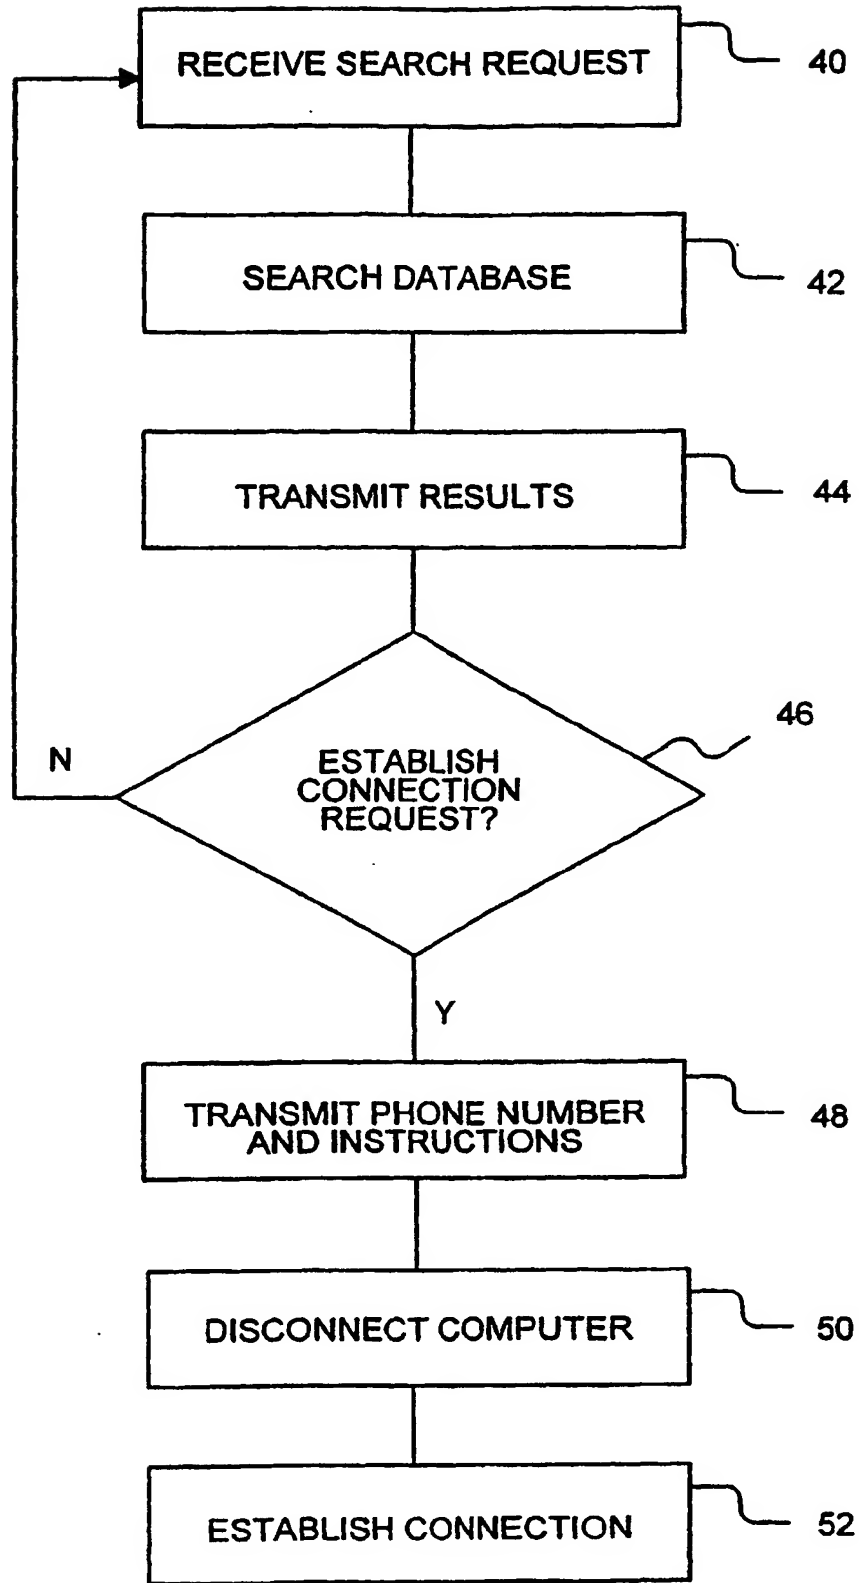 RECEIVE SEARCH REQUEST
40
SEARCH DATABASE
42
TRANSMIT RESULTS
44
46
N
ESTABLISH
CONNECTION
REQUEST?
Y
TRANSMIT PHONE NUMBER
AND INSTRUCTIONS
48
DISCONNECT COMPUTER
50
ESTABLISH CONNECTION
52